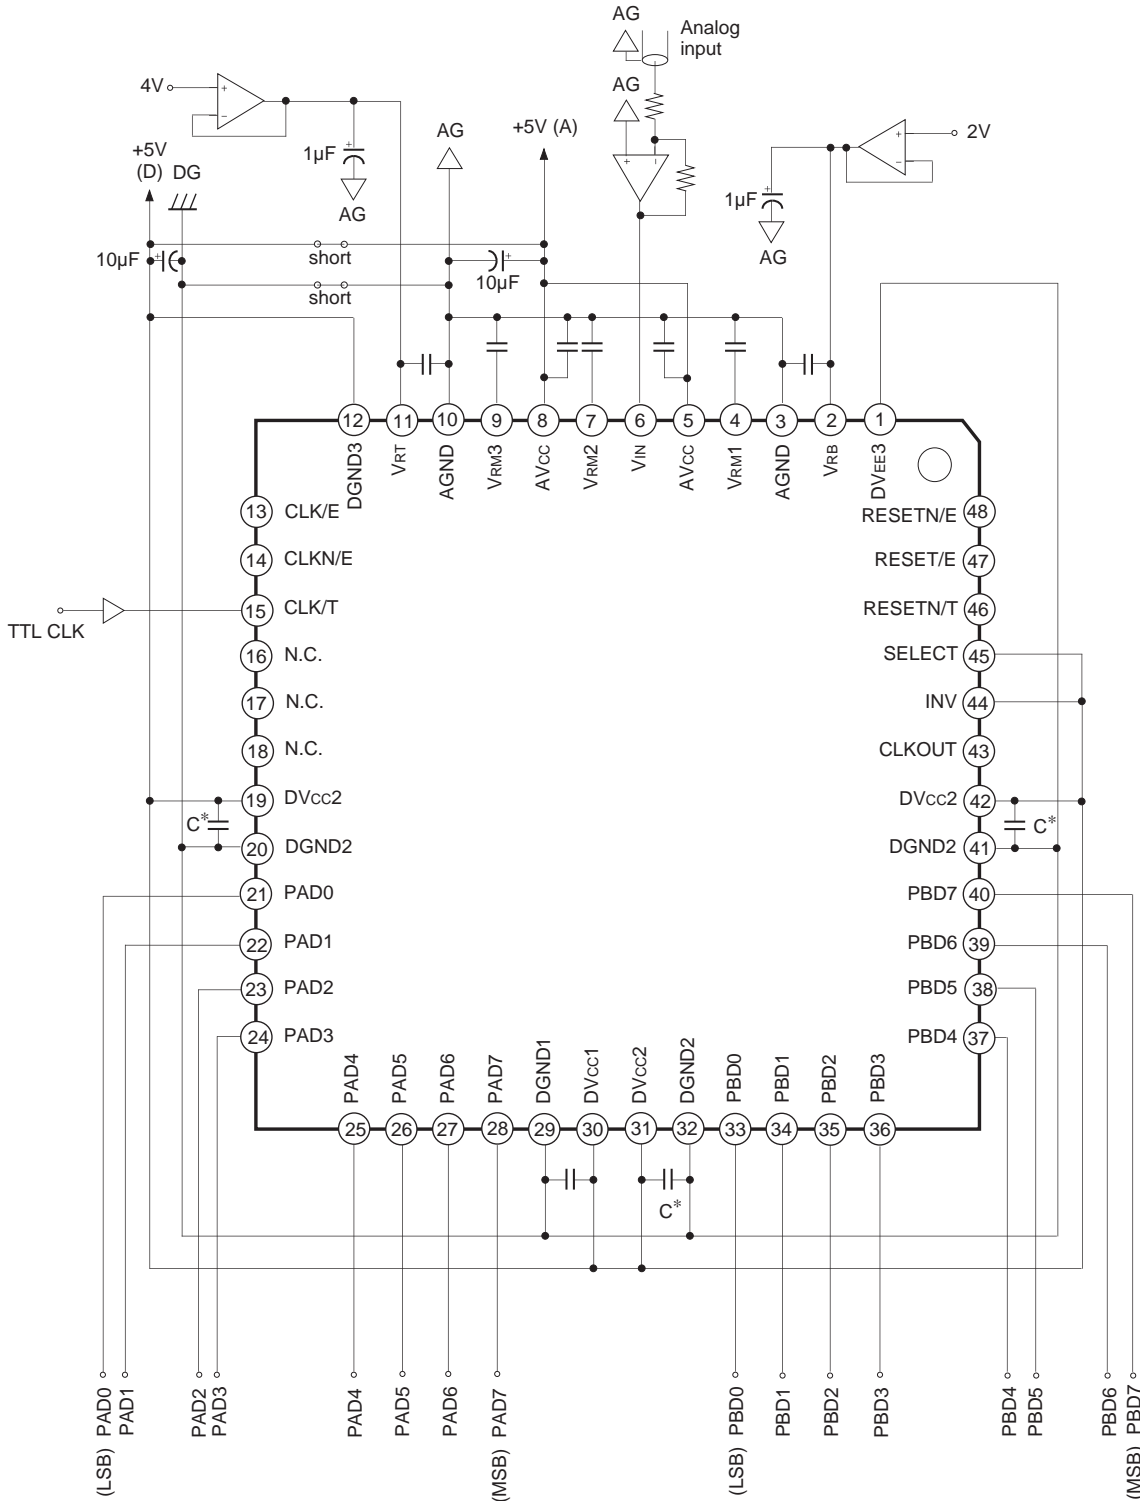 AG
Analog
input
4V
AG
+5V
(D)
DG
1µF
AG
AG
+5V (A)
2V
1µF
AG
10µF
short
10µF
short
12
11
10
9
8
7
6
5
4
3
2
1
DGND3
VRT
AGND
VRM3
AVCC
VRM2
VIN
AVCC
VRM1
AGND
VRB
DVEE3
13 CLK/E
RESETN/E 48
14 CLKN/E
RESET/E 47
TTL CLK
15 CLK/T
RESETN/T 46
16 N.C.
SELECT 45
17 N.C.
INV 44
18 N.C.
CLKOUT 43
19 DVCC2
DVCC2 42
C*
C*
20 DGND2
DGND2 41
21 PAD0
PBD7 40
22 PAD1
PBD6 39
23 PAD2
PBD5 38
24 PAD3
PBD4 37
PAD4
PAD5
PAD6
PAD7
DGND1
DVCC1
DVCC2
DGND2
PBD0
PBD1
PBD2
PBD3
25
26
27
28
29
30
31
32
33
34
35
36
C*
(LSB) PAD0
PAD1
PAD2
PAD3
PAD4
PAD5
PAD6
(MSB) PAD7
(LSB) PBD0
PBD1
PBD2
PBD3
PBD4
PBD5
PBD6
(MSB) PBD7